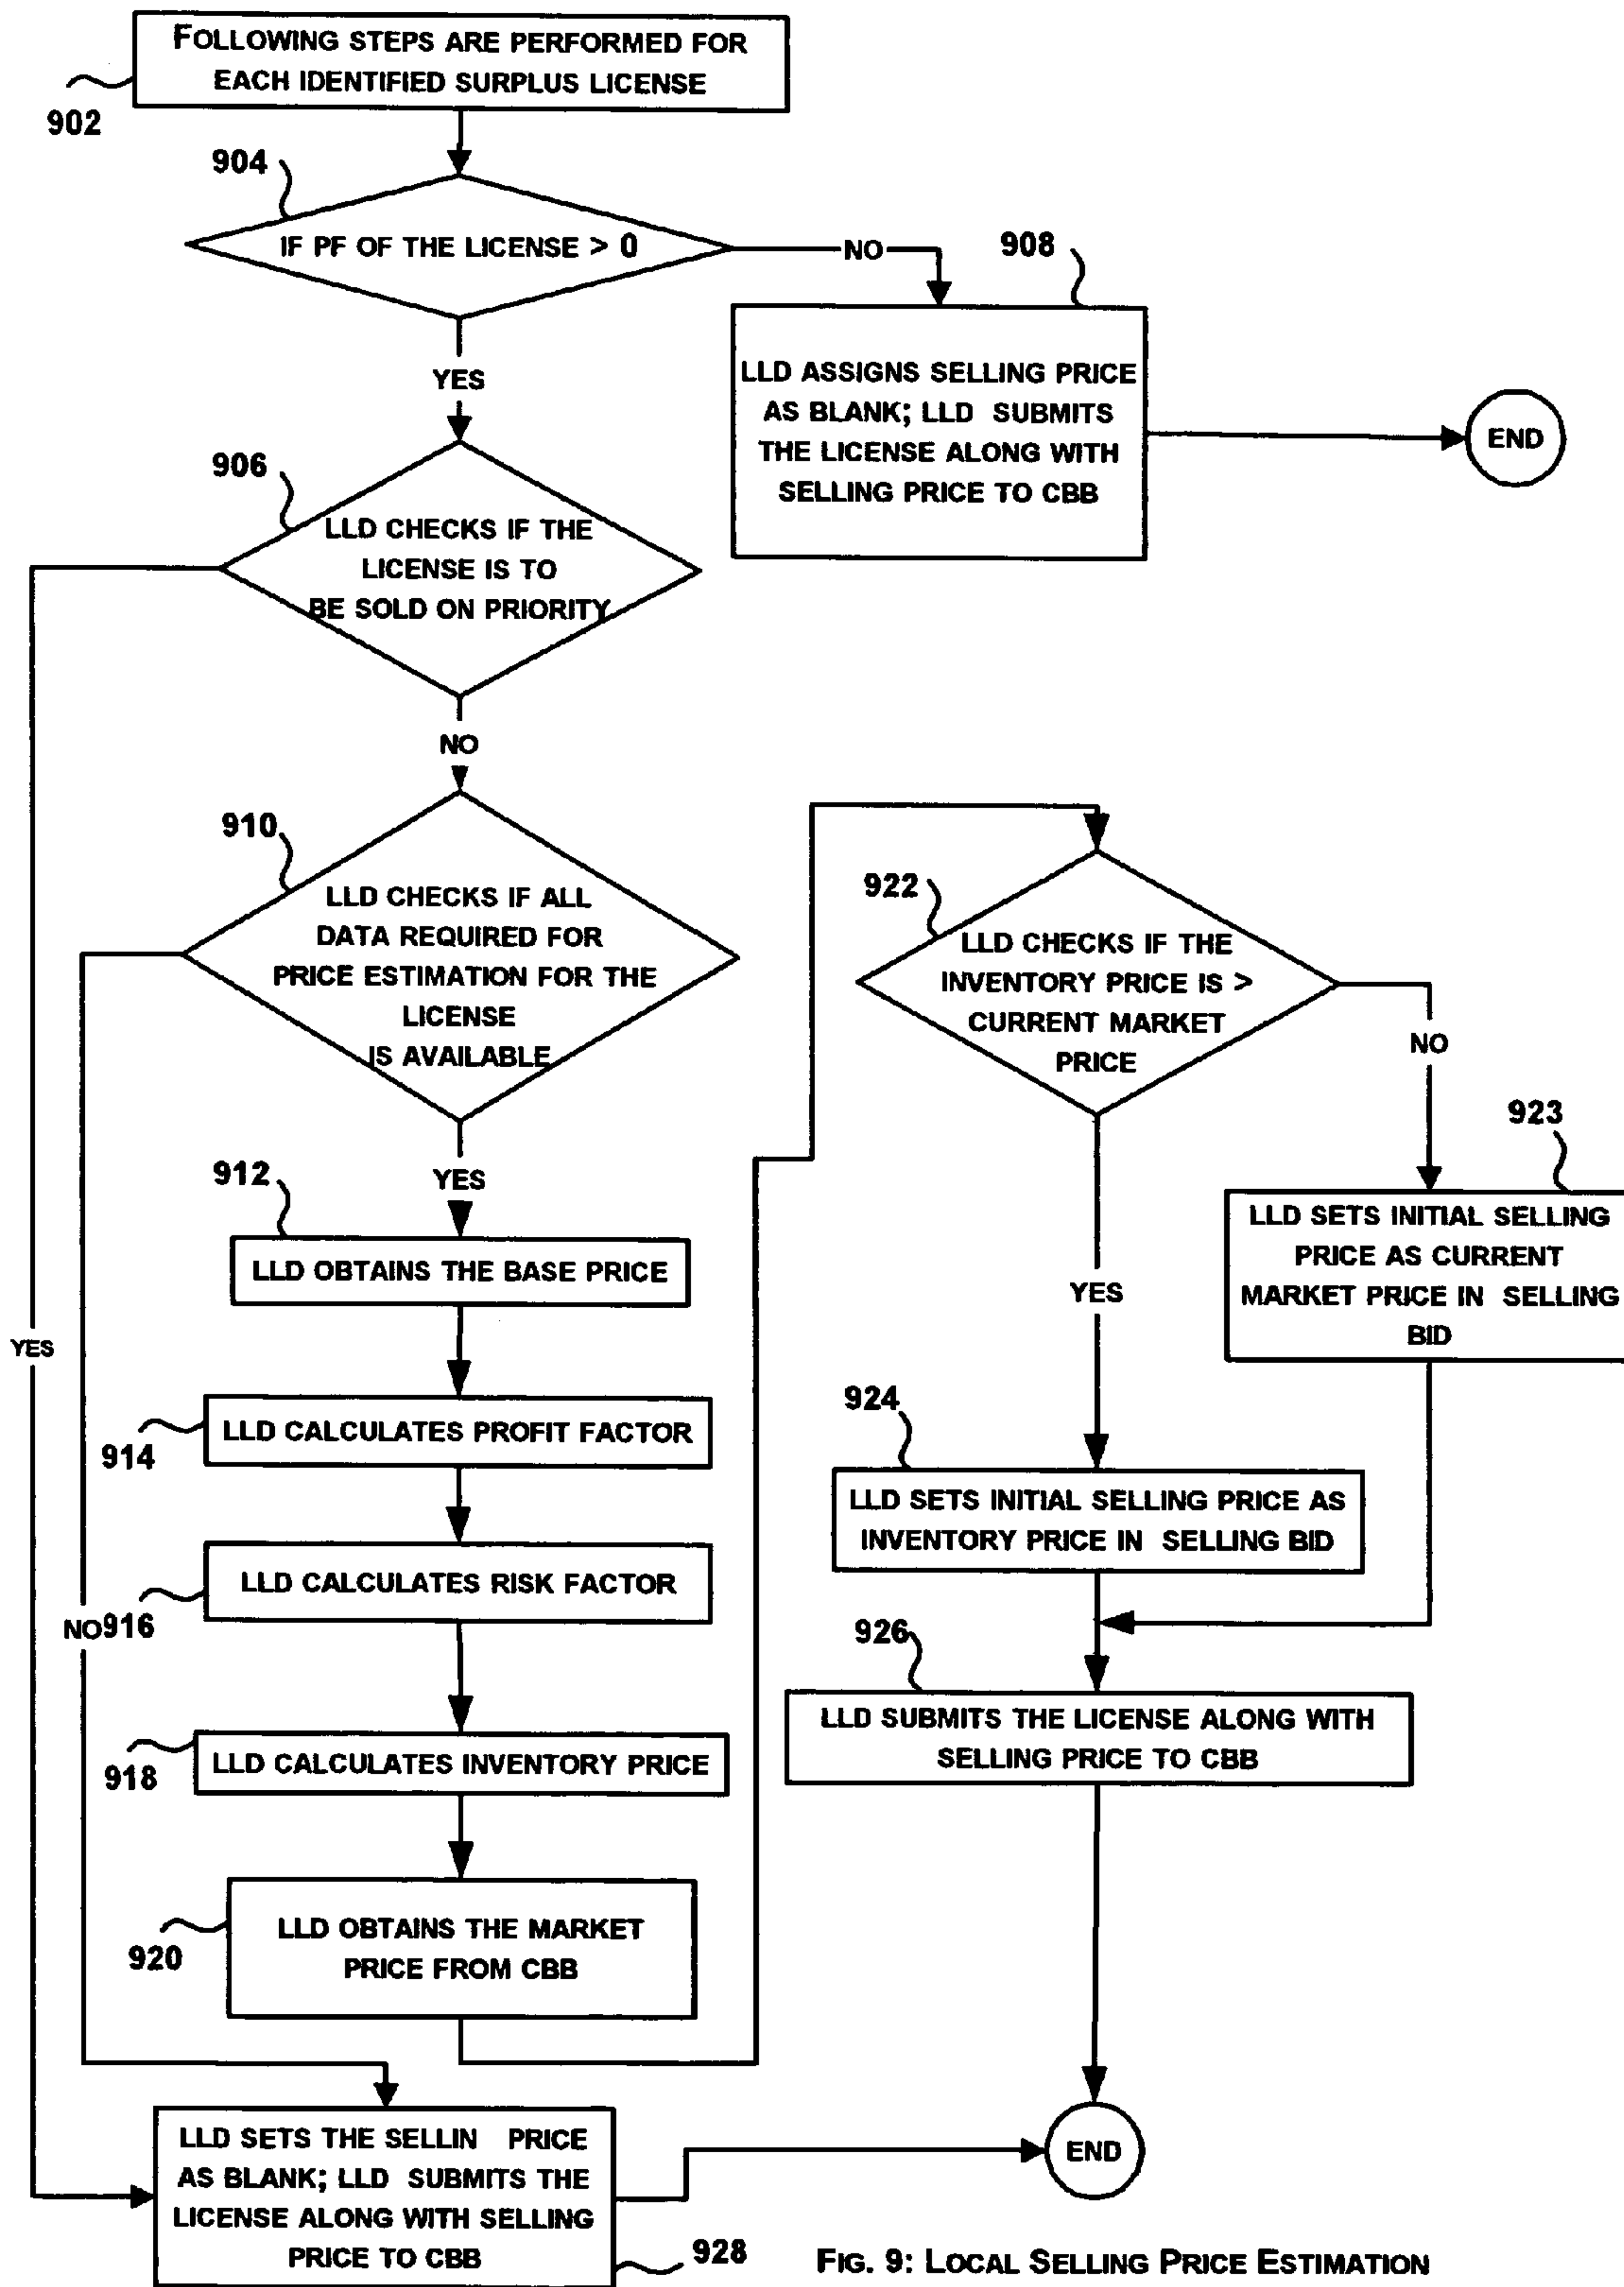 FOLLOWING STEPS ARE PERFORMED FOR
EACH IDENTIFIED SURPLUS LICENSE
902
904
IF PF OF THE LICENSE > 0
NO
908
YES
LLD ASSIGNS SELLING PRICE
AS BLANK; LLD SUBMITS
THE LICENSE ALONG WITH
SELLING PRICE TO CBB
END
906
LLD CHECKS IF THE
LICENSE IS TO
BE SOLD ON PRIORITY
NO
910
LLD CHECKS IF ALL
DATA REQUIRED FOR
PRICE ESTIMATION FOR THE
LICENSE
IS AVAILABLE
YES
912
LLD OBTAINS THE BASE PRICE
YES
914
LLD CALCULATES PROFIT FACTOR
916
LLD CALCULATES RISK FACTOR
NO
918
LLD CALCULATES INVENTORY PRICE
920
LLD OBTAINS THE MARKET
PRICE FROM CBB
922
LLD CHECKS IF THE
INVENTORY PRICE IS >
CURRENT MARKET
PRICE
NO
923
LLD SETS INITIAL SELLING
PRICE AS CURRENT
MARKET PRICE IN SELLING
BID
YES
924
LLD SETS INITIAL SELLING PRICE AS
INVENTORY PRICE IN SELLING BID
926
LLD SUBMITS THE LICENSE ALONG WITH
SELLING PRICE TO CBB
END
LLD SETS THE SELLIN PRICE
AS BLANK; LLD SUBMITS THE
LICENSE ALONG WITH SELLING
PRICE TO CBB
928
FIG. 9: LOCAL SELLING PRICE ESTIMATION